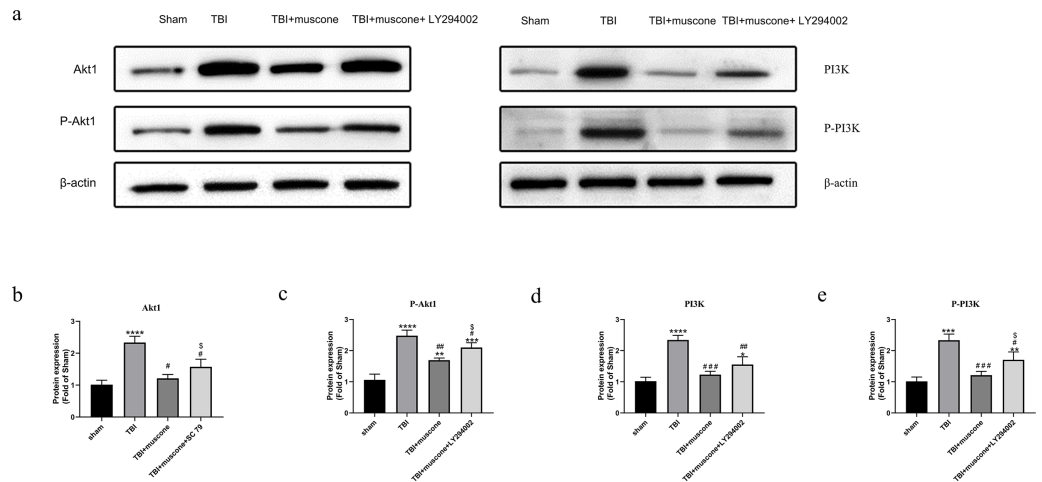 a
Sham TBI TBI+muscone TBI+muscone+ LY294002
Sham TBI TBI+muscone TBI+muscone+ LY294002
Akt1
P-Akt1
β-actin
PI3K
P-PI3K
β-actin
b
Akt1
Protein expression
(Fold of Sham)
3
2
1
0
****
#
$
#
sham
TBI
TBI+muscone
TBI+muscone+SC 79
c
P-Akt1
Protein expression
(Fold of Sham)
3
2
1
0
****
##
**
$
#
***
sham
TBI
TBI+muscone
TBI+muscone+LY294002
d
PI3K
Protein expression
(Fold of Sham)
3
2
1
0
****
###
##
*
sham
TBI
TBI+muscone
TBI+muscone+LY294002
e
P-PI3K
Protein expression
(Fold of Sham)
3
2
1
0
***
###
$
#
**
sham
TBI
TBI+muscone
TBI+muscone+LY294002